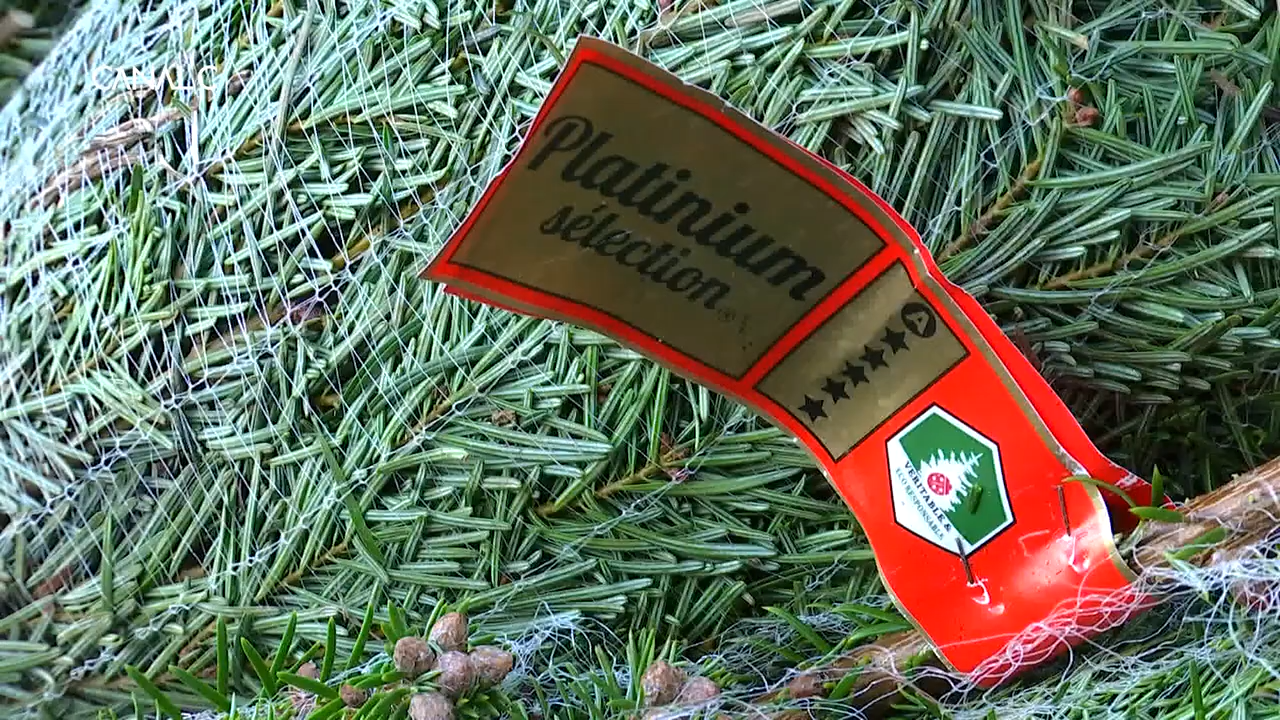 CANAL C
Platinium
sélection®
A
VÉRITABLE &
ÉCO RESPONSABLE